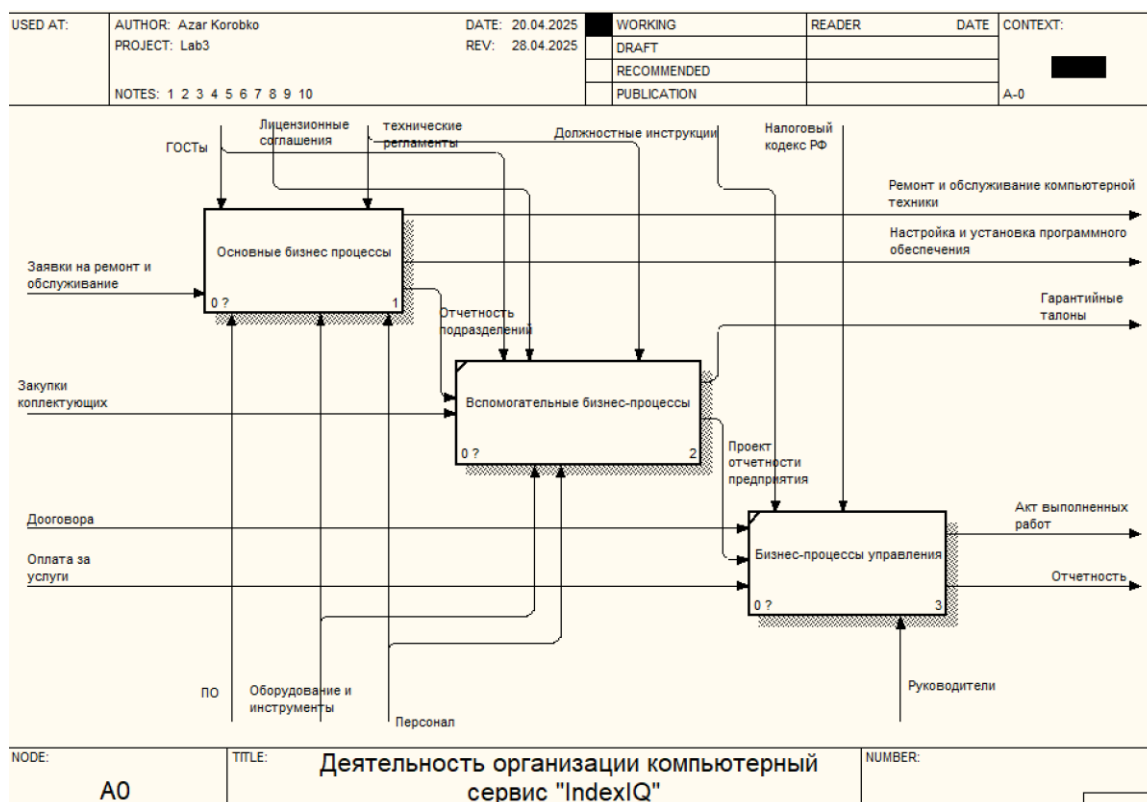 USED AT:
AUTHOR: Azar Korobko
DATE: 20.04.2025
WORKING
READER
DATE
CONTEXT:
PROJECT: Lab3
REV: 28.04.2025
DRAFT
RECOMMENDED
NOTES: 1 2 3 4 5 6 7 8 9 10
PUBLICATION
A-0
ГОСТы
Лицензионные
соглашения
технические
регламенты
Должностные инструкции
Налоговый
кодекс РФ
Ремонт и обслуживание компьютерной
техники
Настройка и установка программного
обеспечения
Основные бизнес процессы
0 ?
1
Заявки на ремонт и
обслуживание
Отчетность
подразделений
Гарантийные
талоны
Закупки
коплектующих
Вспомогательные бизнес-процессы
0 ?
2
Проект
отчетности
предприятия
Дооговора
Оплата за
услуги
Бизнес-процессы управления
0 ?
3
Акт выполненных
работ
Отчетность
ПО
Оборудование и
инструменты
Персонал
Руководители
NODE:
A0
TITLE:
Деятельность организации компьютерный
сервис "IndexIQ"
NUMBER: